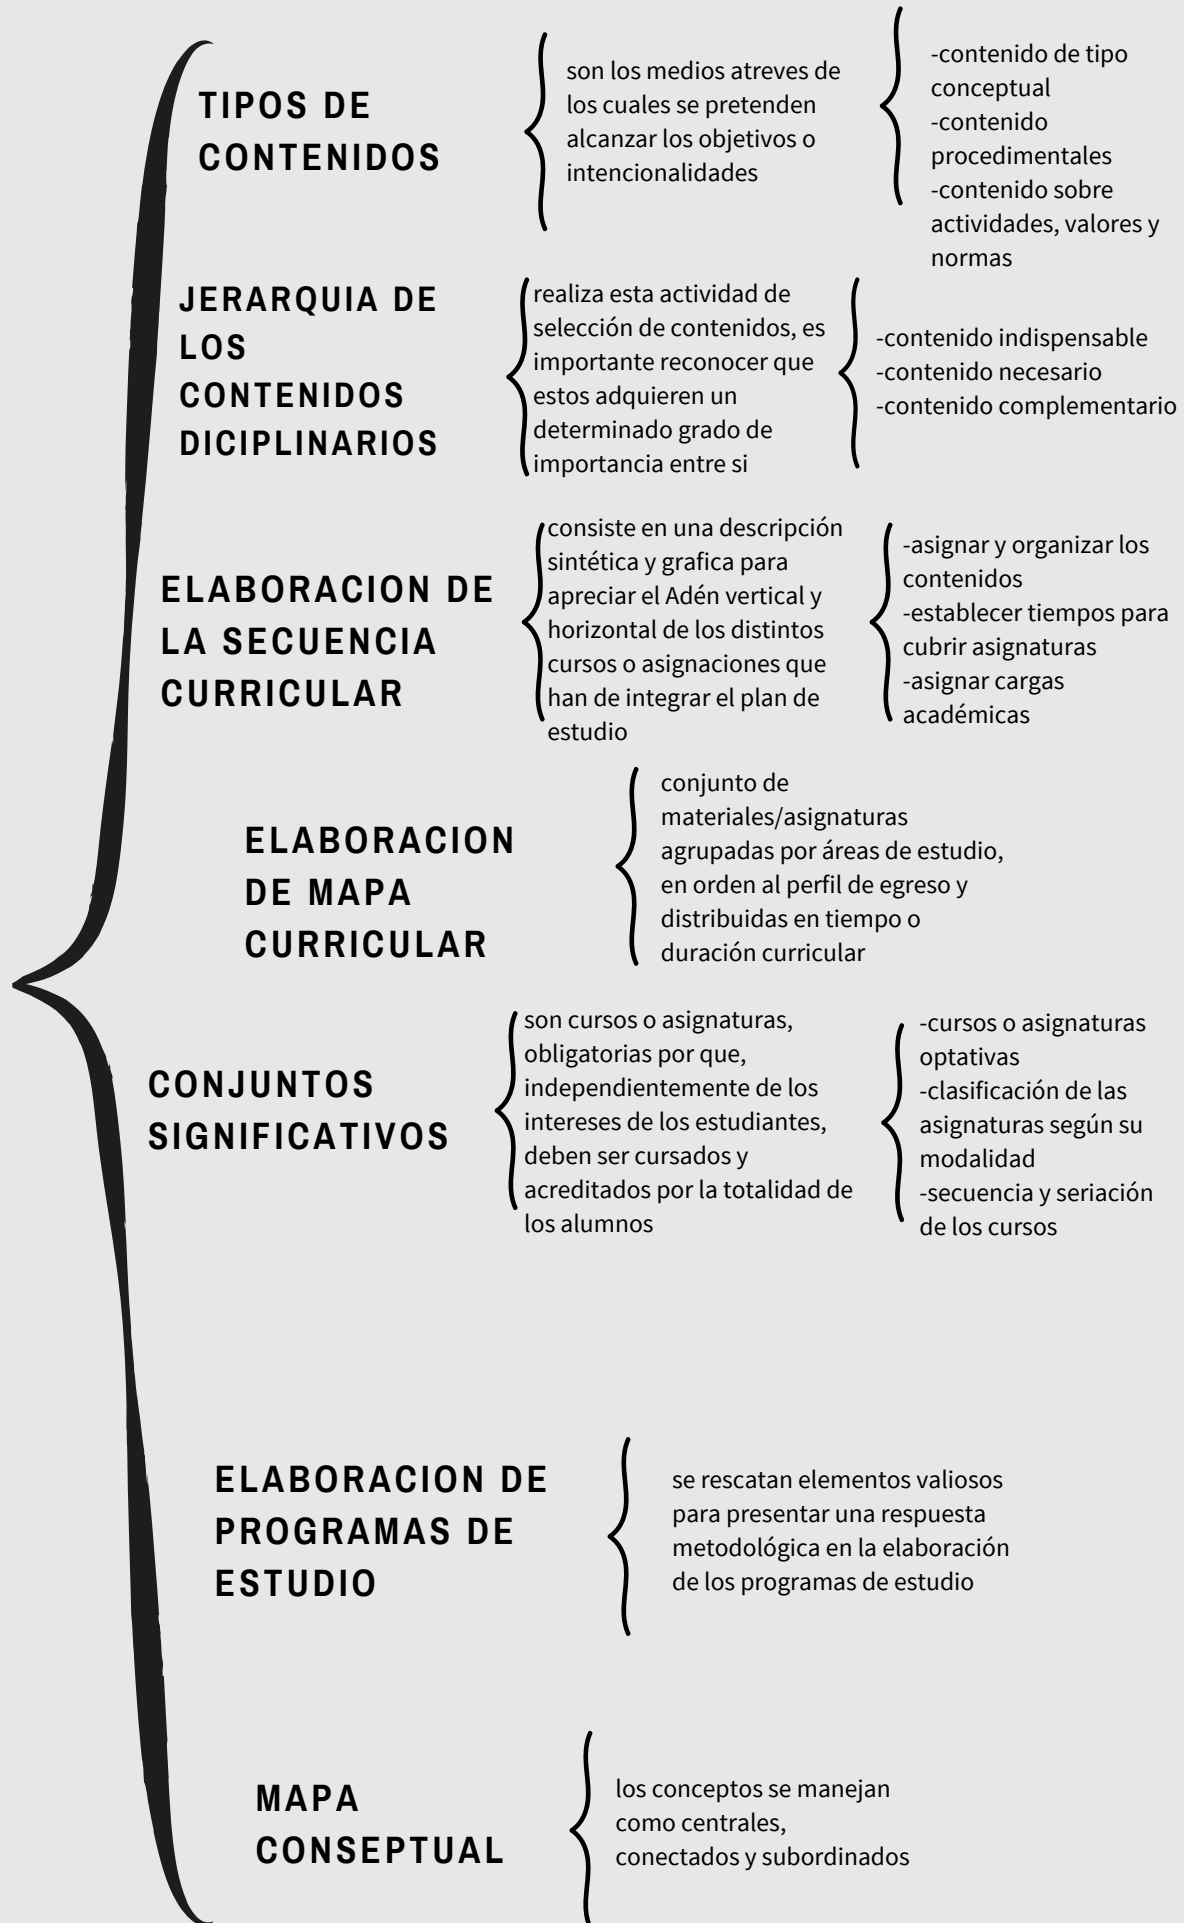 TIPOS DE
CONTENIDOS
son los medios atreves de
los cuales se pretenden
alcanzar los objetivos o
intencionalidades
-contenido de tipo
conceptual
-contenido
procedimentales
-contenido sobre
actividades, valores y
normas
JERARQUIA DE
LOS
CONTENIDOS
DICIPLINARIOS
realiza esta actividad de
selección de contenidos, es
importante reconocer que
estos adquieren un
determinado grado de
importancia entre si
-contenido indispensable
-contenido necesario
-contenido complementario
ELABORACION DE
LA SECUENCIA
CURRICULAR
consiste en una descripción
sintética y grafica para
apreciar el Adén vertical y
horizontal de los distintos
cursos o asignaciones que
han de integrar el plan de
estudio
-asignar y organizar los
contenidos
-establecer tiempos para
cubrir asignaturas
-asignar cargas
académicas
ELABORACION
DE MAPA
CURRICULAR
conjunto de
materiales/asignaturas
agrupadas por áreas de estudio,
en orden al perfil de egreso y
distribuidas en tiempo o
duración curricular
CONJUNTOS
SIGNIFICATIVOS
son cursos o asignaturas,
obligatorias por que,
independientemente de los
intereses de los estudiantes,
deben ser cursados y
acreditados por la totalidad de
los alumnos
-cursos o asignaturas
optativas
-clasificación de las
asignaturas según su
modalidad
-secuencia y seriación
de los cursos
ELABORACION DE
PROGRAMAS DE
ESTUDIO
se rescatan elementos valiosos
para presentar una respuesta
metodológica en la elaboración
de los programas de estudio
MAPA
CONSEPTUAL
los conceptos se manejan
como centrales,
conectados y subordinados